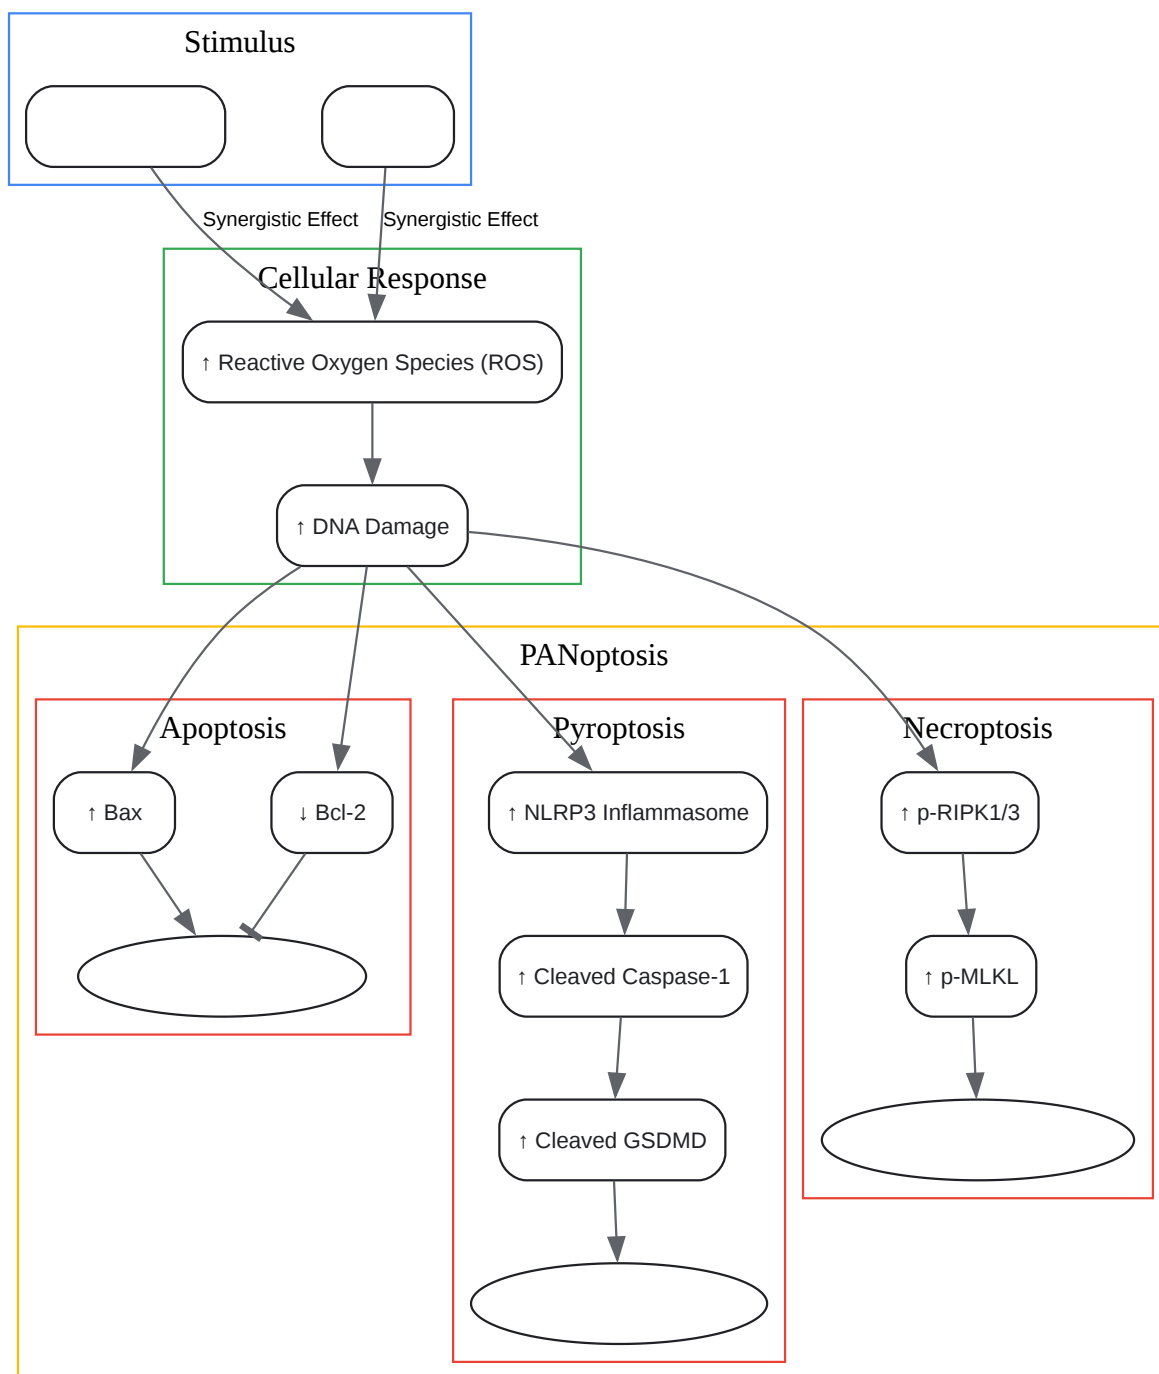 Stimulus
Synergistic Effect
Synergistic Effect
Cellular Response
↑ Reactive Oxygen Species (ROS)
↑ DNA Damage
PANoptosis
Apoptosis
Pyroptosis
Necroptosis
↑ Bax
↓ Bcl-2
↑ NLRP3 Inflammasome
↑ p-RIPK1/3
↑ Cleaved Caspase-1
↑ p-MLKL
↑ Cleaved GSDMD